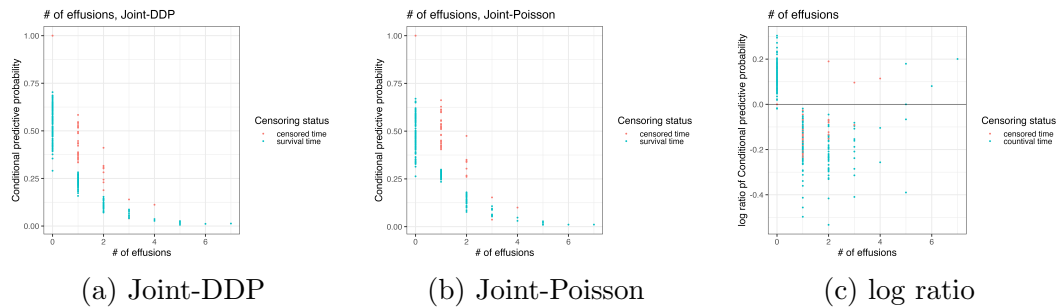 # of effusions, Joint-DDP
Conditional predictive probability
1.00
0.75
0.50
0.25
0.00
0 2 4 6
# of effusions
Censoring status
censored time
survival time
(a) Joint-DDP
# of effusions, Joint-Poisson
Conditional predictive probability
1.00
0.75
0.50
0.25
0.00
0 2 4 6
# of effusions
Censoring status
censored time
survival time
(b) Joint-Poisson
# of effusions
log ratio pf Conditional predictive probability
0.2
0.0
-0.2
-0.4
0 2 4 6
# of effusions
Censoring status
censored time
countival time
(c) log ratio